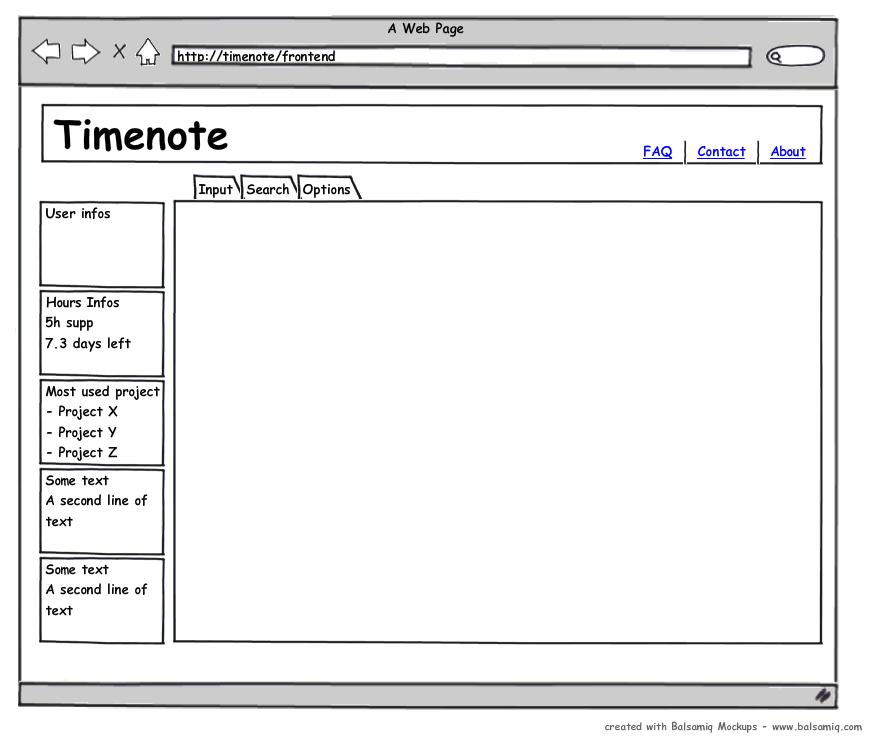 A Web Page
http://timenote/frontend
Timenote
FAQ Contact About
Input Search Options
User infos
Hours Infos
5h supp
7.3 days left
Most used project
- Project X
- Project Y
- Project Z
Some text
A second line of
text
Some text
A second line of
text
created with Balsamiq Mockups - www.balsamiq.com